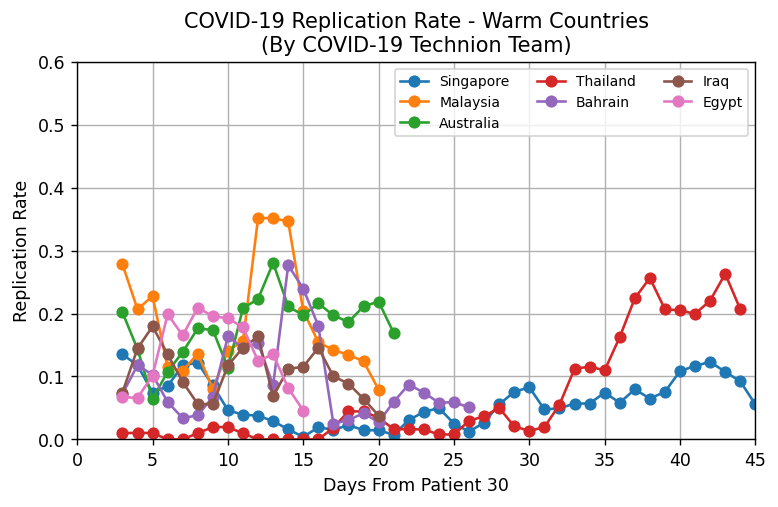 COVID-19 Replication Rate - Warm Countries
(By COVID-19 Technion Team)
0.6
0.5
0.4
0.3
0.2
0.1
0.0
Replication Rate
Singapore
Malaysia
Australia
Thailand
Bahrain
Iraq
Egypt
0 5 10 15 20 25 30 35 40 45
Days From Patient 30